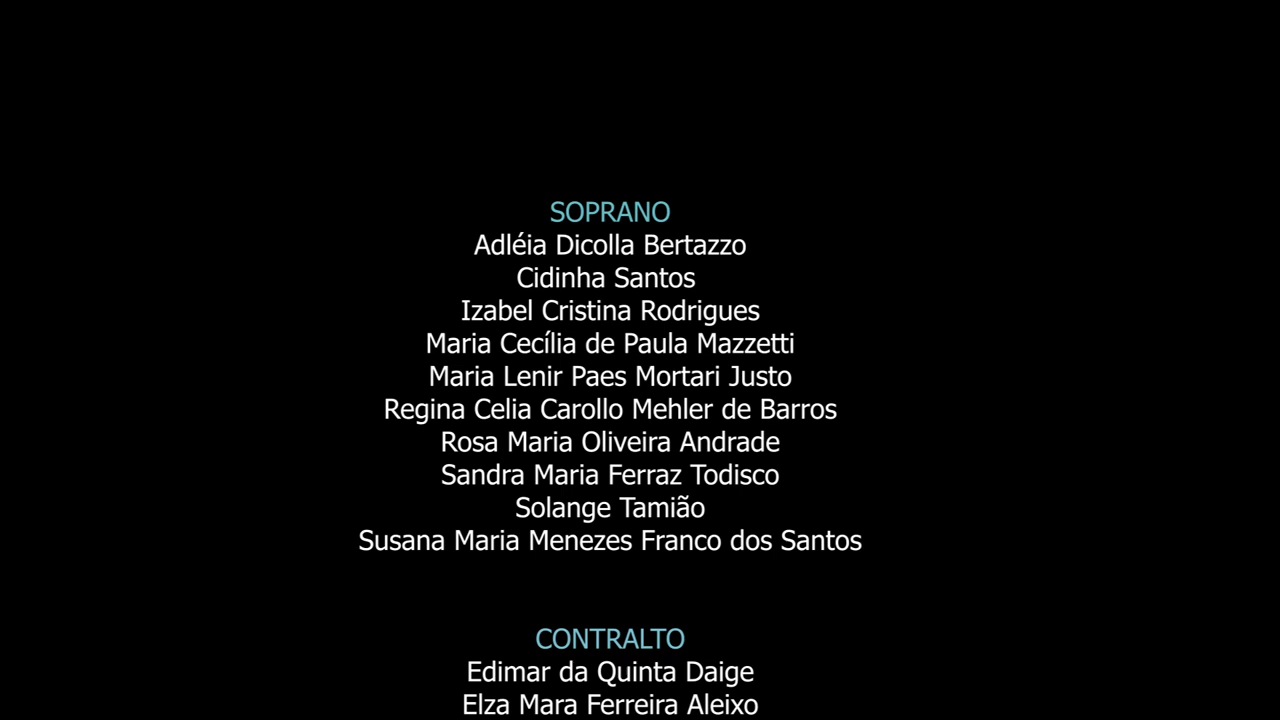 SOPRANO
Adléia Dicolla Bertazzo
Cidinha Santos
Izabel Cristina Rodrigues
Maria Cecília de Paula Mazzetti
Maria Lenir Paes Mortari Justo
Regina Celia Carollo Mehler de Barros
Rosa Maria Oliveira Andrade
Sandra Maria Ferraz Todisco
Solange Tamião
Susana Maria Menezes Franco dos Santos
CONTRALTO
Edimar da Quinta Daige
Elza Mara Ferreira Aleixo